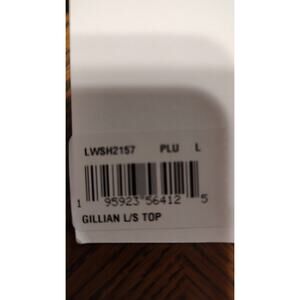 LWSH2157 PLU L
1 95923 56412 5
GILLIAN L/S TOP